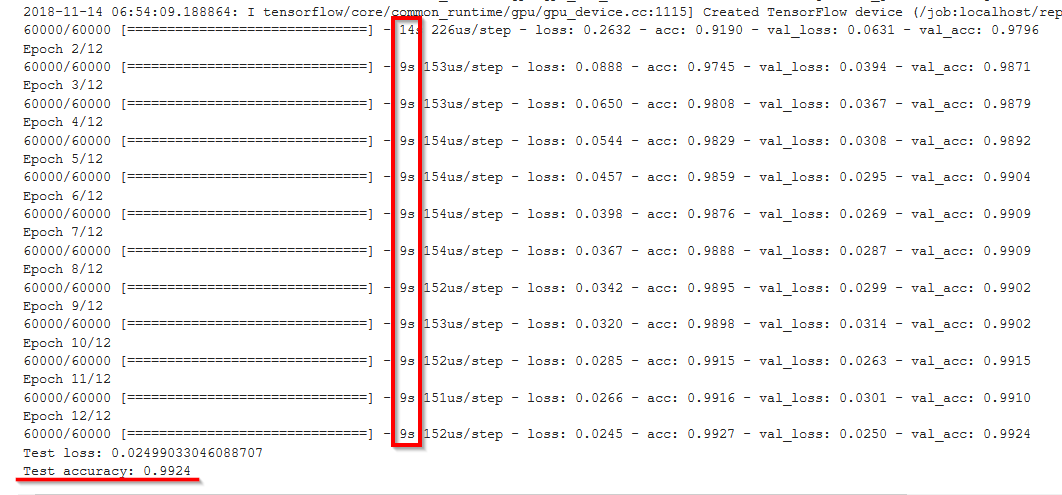 2018-11-14 06:54:09.188864: I tensorflow/core/common_runtime/gpu/gpu_device.cc:1115] Created TensorFlow device (/job:localhost/rep
60000/60000 [==============================] - 14s 226us/step - loss: 0.2632 - acc: 0.9190 - val_loss: 0.0631 - val_acc: 0.9796
Epoch 2/12
60000/60000 [==============================] - 9s 153us/step - loss: 0.0888 - acc: 0.9745 - val_loss: 0.0394 - val_acc: 0.9871
Epoch 3/12
60000/60000 [==============================] - 9s 153us/step - loss: 0.0650 - acc: 0.9808 - val_loss: 0.0367 - val_acc: 0.9879
Epoch 4/12
60000/60000 [==============================] - 9s 154us/step - loss: 0.0544 - acc: 0.9829 - val_loss: 0.0308 - val_acc: 0.9892
Epoch 5/12
60000/60000 [==============================] - 9s 154us/step - loss: 0.0457 - acc: 0.9859 - val_loss: 0.0295 - val_acc: 0.9904
Epoch 6/12
60000/60000 [==============================] - 9s 154us/step - loss: 0.0398 - acc: 0.9876 - val_loss: 0.0269 - val_acc: 0.9909
Epoch 7/12
60000/60000 [==============================] - 9s 154us/step - loss: 0.0367 - acc: 0.9888 - val_loss: 0.0287 - val_acc: 0.9909
Epoch 8/12
60000/60000 [==============================] - 9s 152us/step - loss: 0.0342 - acc: 0.9895 - val_loss: 0.0299 - val_acc: 0.9902
Epoch 9/12
60000/60000 [==============================] - 9s 153us/step - loss: 0.0320 - acc: 0.9898 - val_loss: 0.0314 - val_acc: 0.9902
Epoch 10/12
60000/60000 [==============================] - 9s 152us/step - loss: 0.0285 - acc: 0.9915 - val_loss: 0.0263 - val_acc: 0.9915
Epoch 11/12
60000/60000 [==============================] - 9s 151us/step - loss: 0.0266 - acc: 0.9916 - val_loss: 0.0301 - val_acc: 0.9910
Epoch 12/12
60000/60000 [==============================] - 9s 152us/step - loss: 0.0245 - acc: 0.9927 - val_loss: 0.0250 - val_acc: 0.9924
Test loss: 0.02499033046088707
Test accuracy: 0.9924